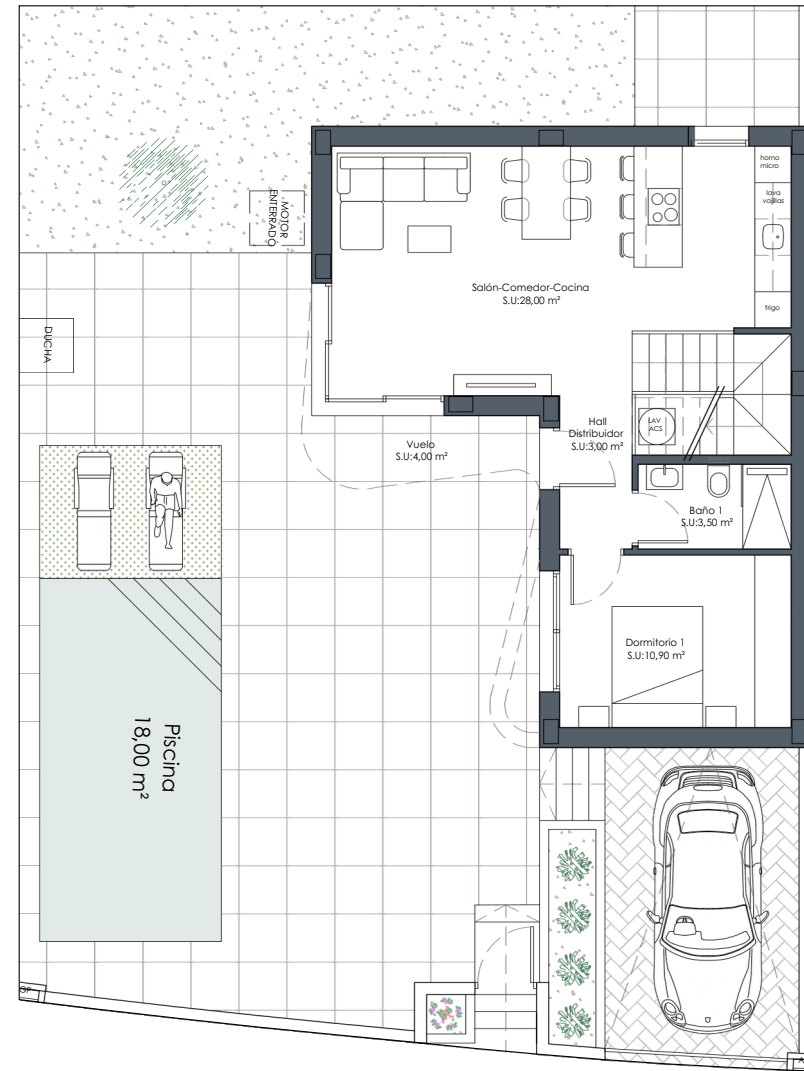 horno
micro
lava
vajillas
frigo
MOTOR
ENTERRADO
Salón-Comedor-Cocina
S.U:28,00 m²
DUCHA
LAV
ACS
Hall
Distribuidor
S.U:3,00 m²
Vuelo
S.U:4,00 m²
Baño 1
S.U:3,50 m²
Dormitorio 1
S.U:10,90 m²
Piscina
18,00 m²